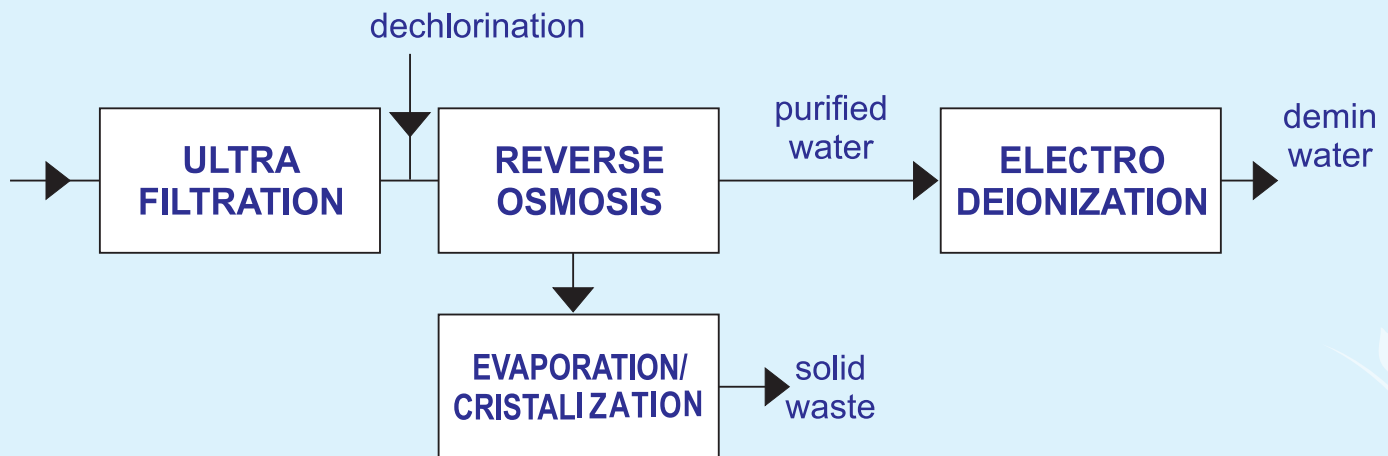 dechlorination
ULTRA
FILTRATION
REVERSE
OSMOSIS
purified
water
ELECTRO
DEIONIZATION
demin
water
EVAPORATION/
CRISTALIZATION
solid
waste